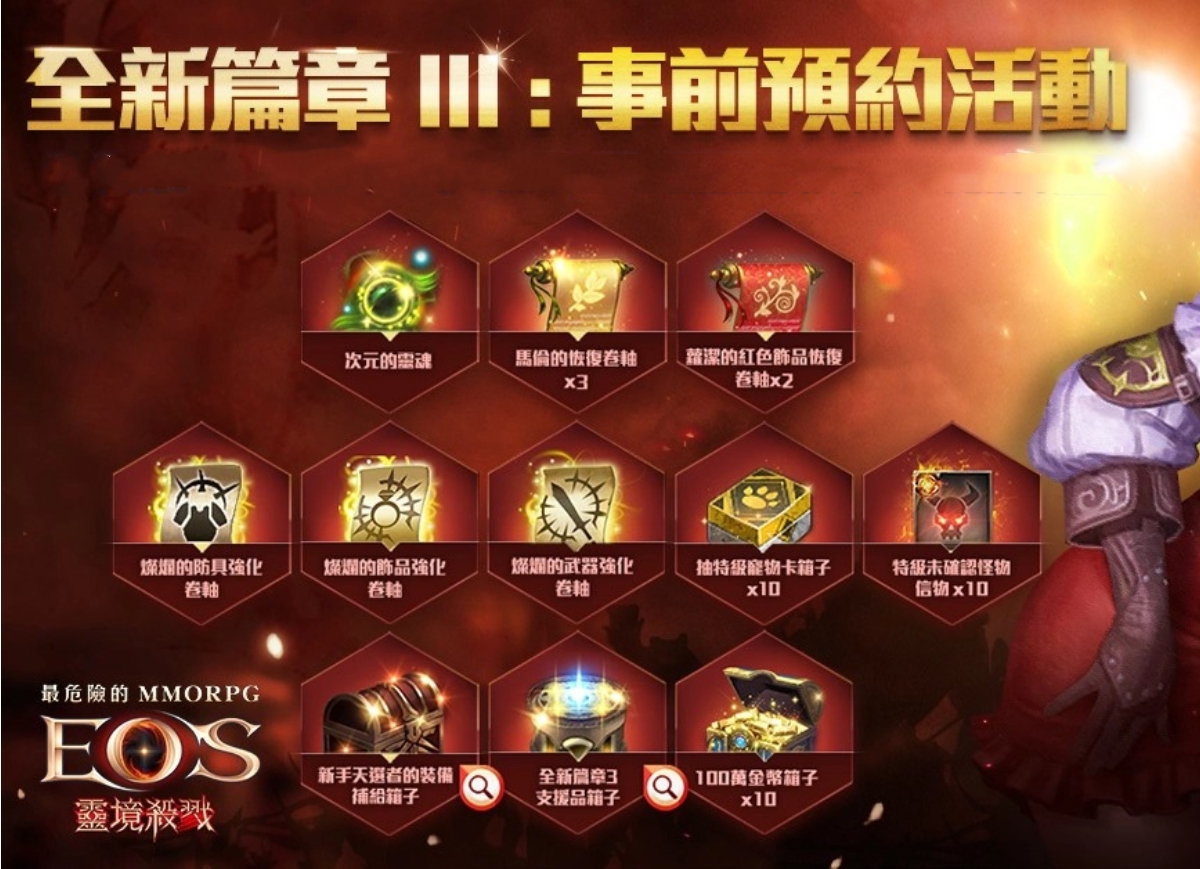 全新篇章 III：事前預約活動
次元的靈魂
馬倫的恢復卷軸
x3
蘿潔的紅色飾品恢復
卷軸x2
燦爛的防具強化
卷軸
燦爛的飾品強化
卷軸
燦爛的武器強化
卷軸
抽特級寵物卡箱子
x10
特級未確認怪物
信物 x10
最危險的 MMORPG
EOS
靈境殺戮
新手天選者的裝備
補給箱子
全新篇章3
支援品箱子
100萬金幣箱子
x10